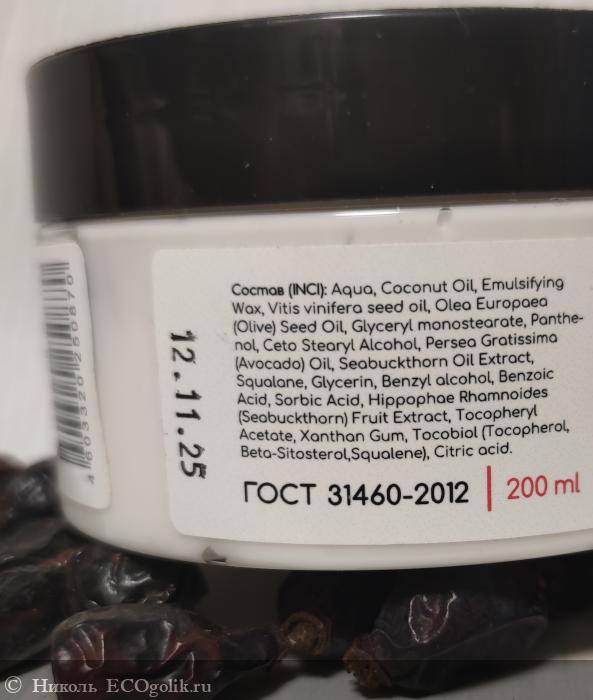 Состав (INCI): Aqua, Coconut Oil, Emulsifying
Wax, Vitis vinifera seed oil, Olea Europaea
(Olive) Seed Oil, Glyceryl monostearate, Panthe-
nol, Ceto Stearyl Alcohol, Persea Gratissima
(Avocado) Oil, Seabuckthorn Oil Extract,
Squalane, Glycerin, Benzyl alcohol, Benzoic
Acid, Sorbic Acid, Hippophae Rhamnoides
(Seabuckthorn) Fruit Extract, Tocopheryl
Acetate, Xanthan Gum, Tocobiol (Tocopherol,
Beta-Sitosterol,Squalene), Citric acid.
ГОСТ 31460-2012 | 200 ml
12.11.25
4 603320 250870
© Николь ECOgolik.ru